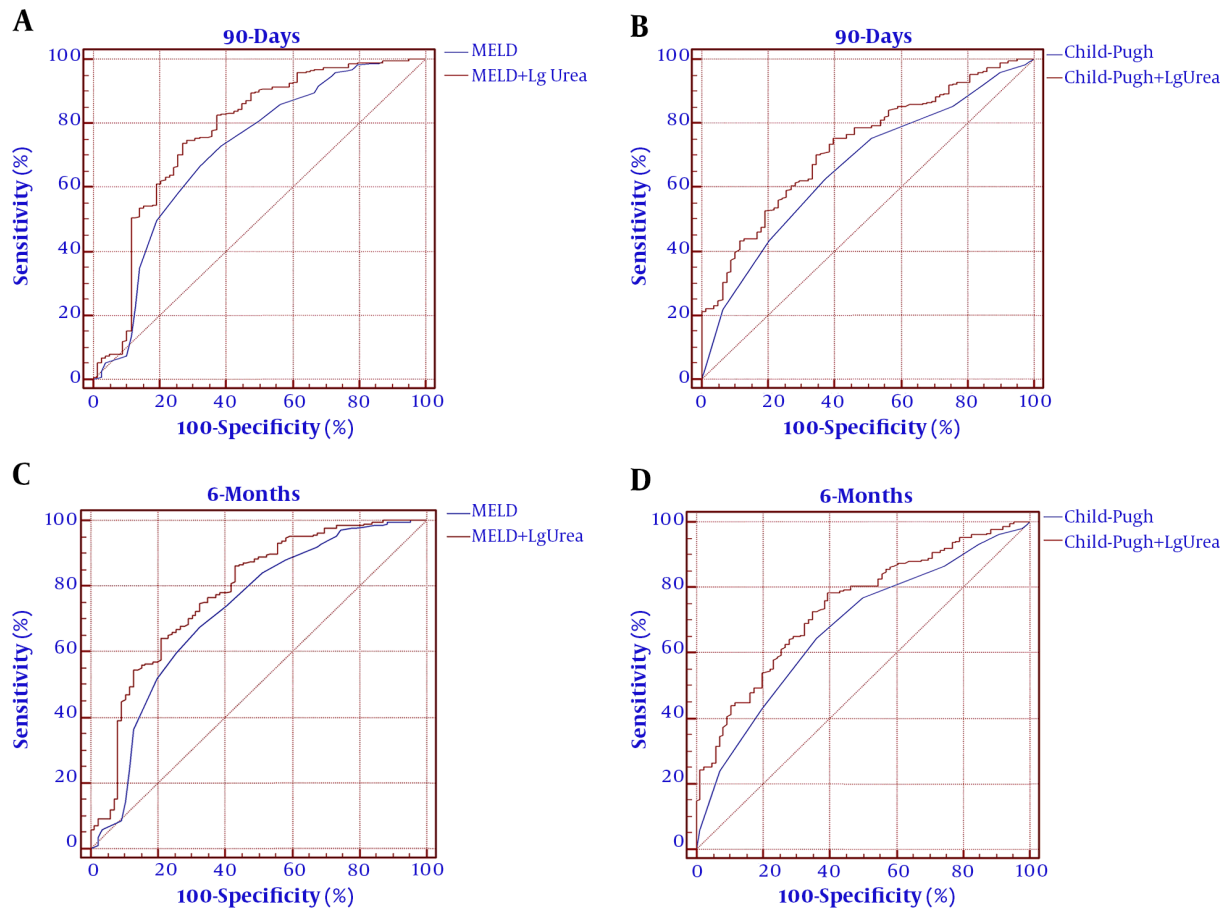 A
90-Days
MELD
MELD+Lg Urea
100
80
60
40
20
0
Sensitivity (%)
0 20 40 60 80 100
100-Specificity (%)
B
90-Days
Child-Pugh
Child-Pugh+LgUrea
100
80
60
40
20
0
Sensitivity (%)
0 20 40 60 80 100
100-Specificity (%)
C
6-Months
MELD
MELD+LgUrea
100
80
60
40
20
0
Sensitivity (%)
0 20 40 60 80 100
100-Specificity (%)
D
6-Months
Child-Pugh
Child-Pugh+LgUrea
100
80
60
40
20
0
Sensitivity (%)
0 20 40 60 80 100
100-Specificity (%)